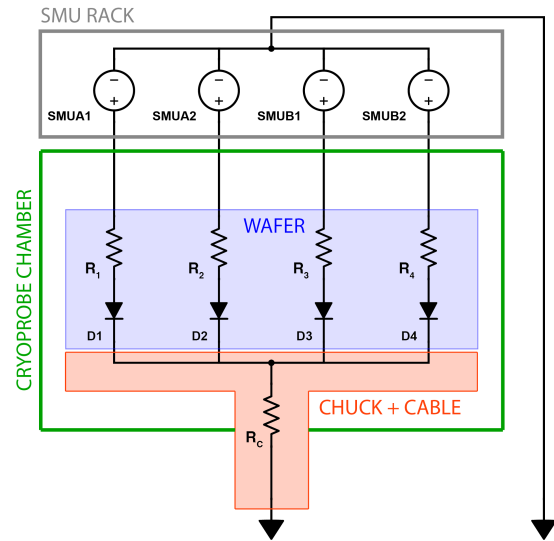 SMU RACK
SMUA1 SMUA2 SMUB1 SMUB2
CRYOPROBE CHAMBER
WAFER
R1 R2 R3 R4
D1 D2 D3 D4
CHUCK + CABLE
RC